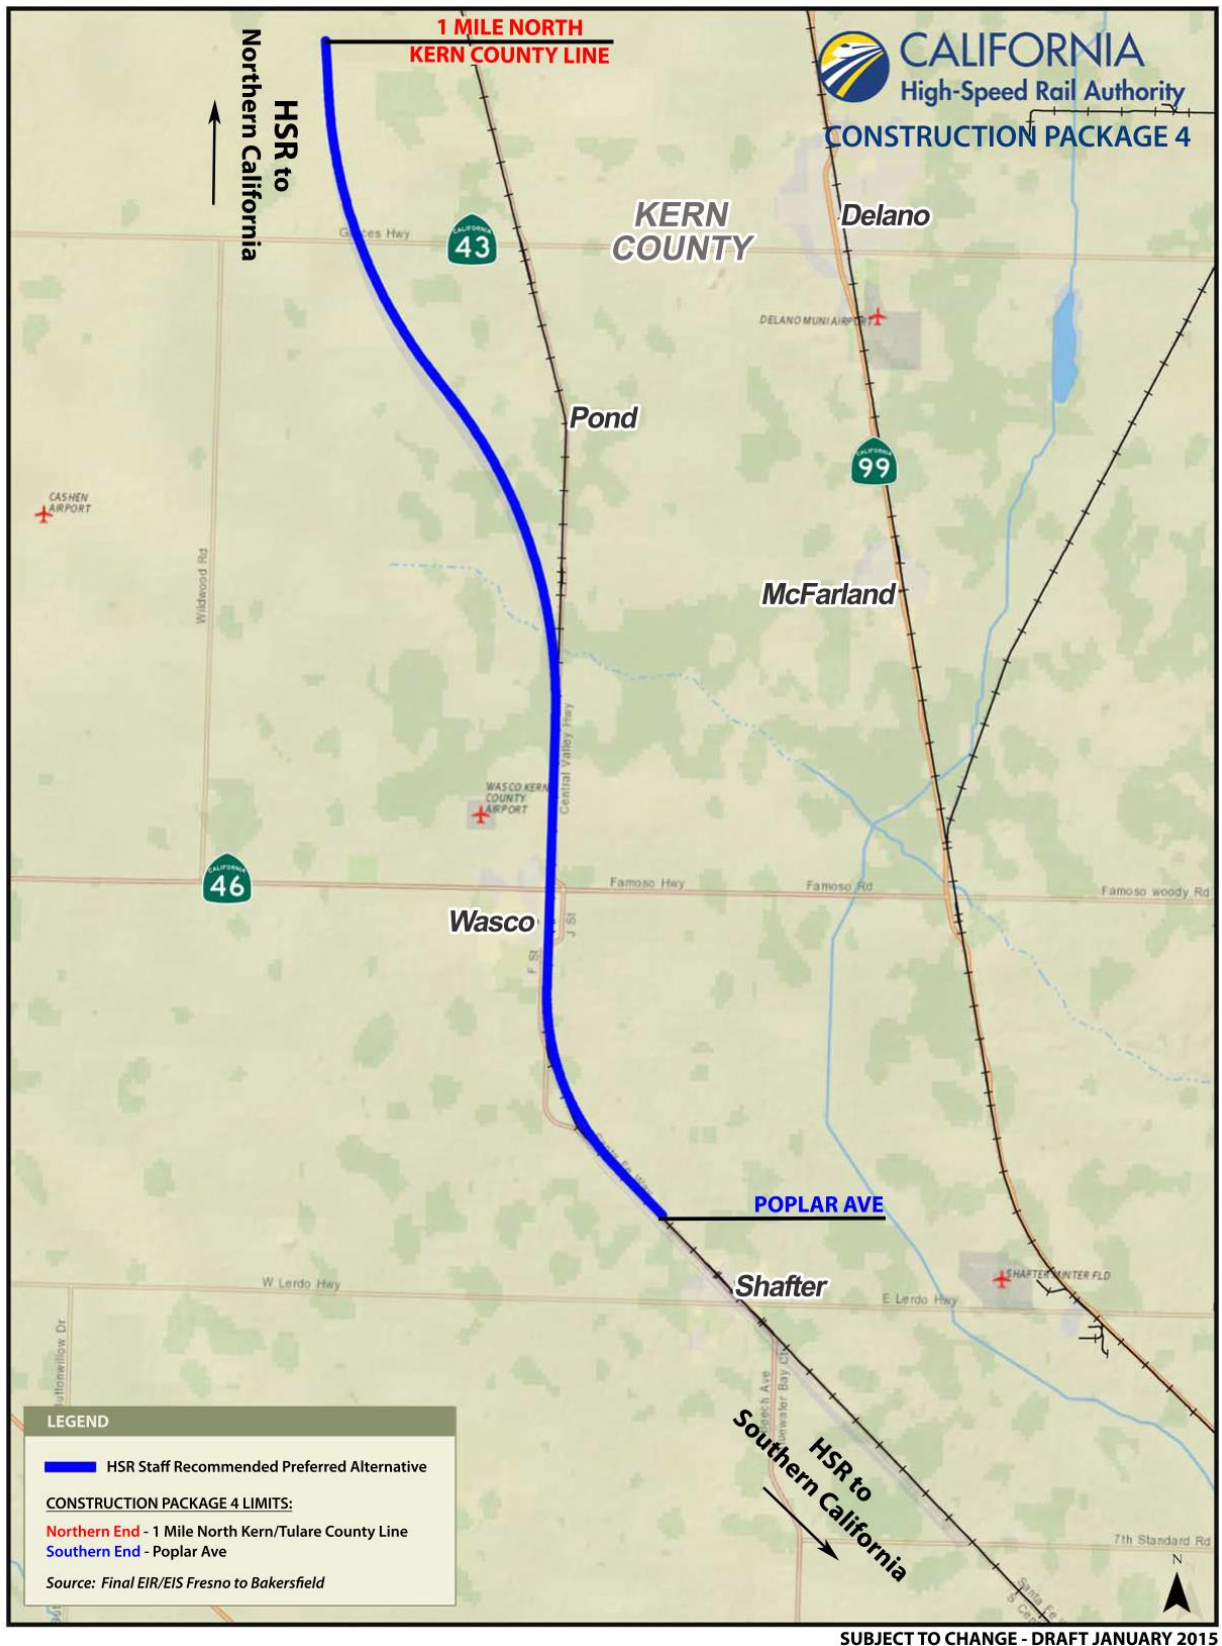 1 MILE NORTH
KERN COUNTY LINE
CALIFORNIA
High-Speed Rail Authority
CONSTRUCTION PACKAGE 4
HSR to
Northern California
KERN
COUNTY
Delano
CALIFORNIA
43
DELANO MUNI AIRPORT
Pond
CALIFORNIA
99
CASHEN
AIRPORT
Wildwood Rd
McFarland
Central Valley Hwy
WASCO KERN
COUNTY
AIRPORT
CALIFORNIA
46
Famoso Hwy
Famoso Rd
Famoso woody Rd
Wasco
J St
F St
POPLAR AVE
Shafter
SHAFTER MINTER FLD
W Lerdo Hwy
E Lerdo Hwy
HSR to
Southern California
7th Standard Rd
N
LEGEND
HSR Staff Recommended Preferred Alternative
CONSTRUCTION PACKAGE 4 LIMITS:
Northern End - 1 Mile North Kern/Tulare County Line
Southern End - Poplar Ave
Source: Final EIR/EIS Fresno to Bakersfield
SUBJECT TO CHANGE - DRAFT JANUARY 2015